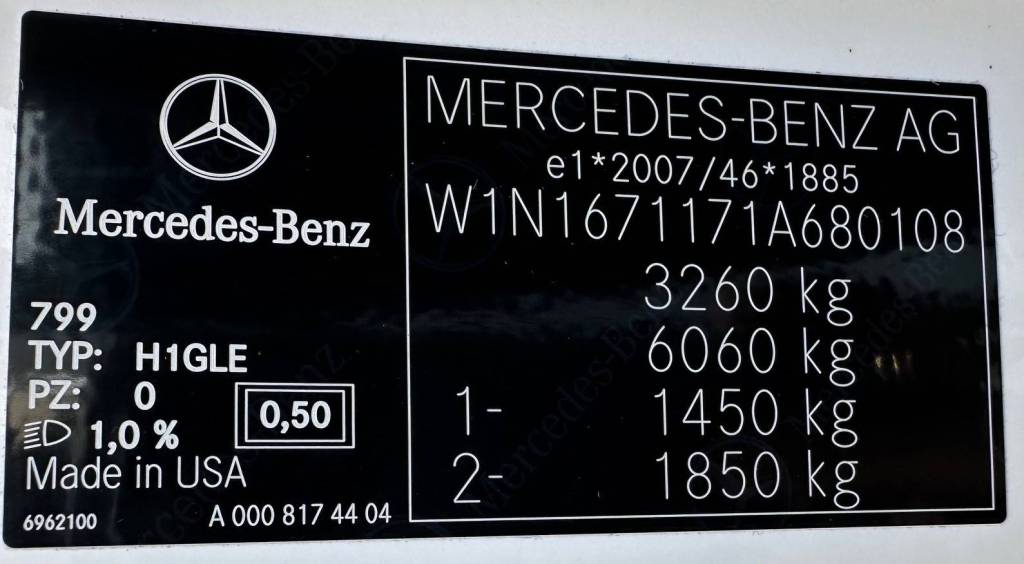 Mercedes-Benz
799
TYP: H1GLE
PZ: 0
1,0 %
0,50
Made in USA
6962100
A 000 817 44 04
MERCEDES-BENZ AG
e1*2007/46*1885
W1N1671171A680108
3260 kg
6060 kg
1- 1450 kg
2- 1850 kg